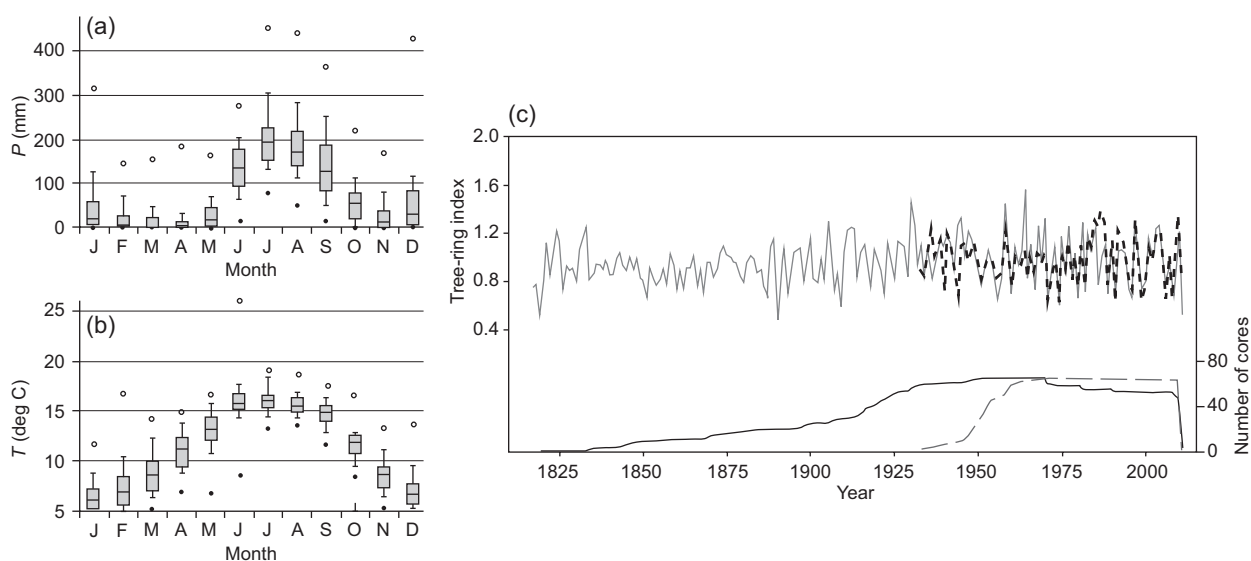 (a)
400
300
200
100
0
P (mm)
J F M A M J J A S O N D
Month
(b)
25
20
15
10
5
T (deg C)
J F M A M J J A S O N D
Month
(c)
2.0
1.6
1.2
0.8
0.4
Tree-ring index
80
40
0
Number of cores
1825 1850 1875 1900 1925 1950 1975 2000
Year